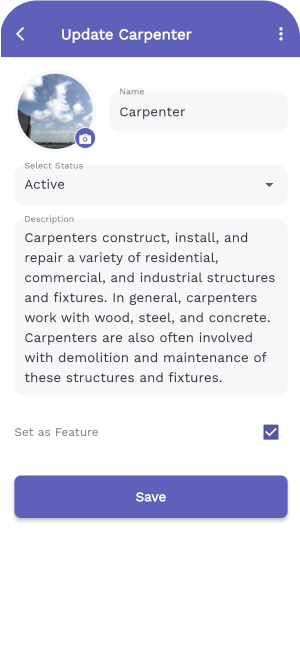 Update Carpenter
Name
Carpenter
Select Status
Active
Description
Carpenters construct, install, and
repair a variety of residential,
commercial, and industrial structures
and fixtures. In general, carpenters
work with wood, steel, and concrete.
Carpenters are also often involved
with demolition and maintenance of
these structures and fixtures.
Set as Feature
Save